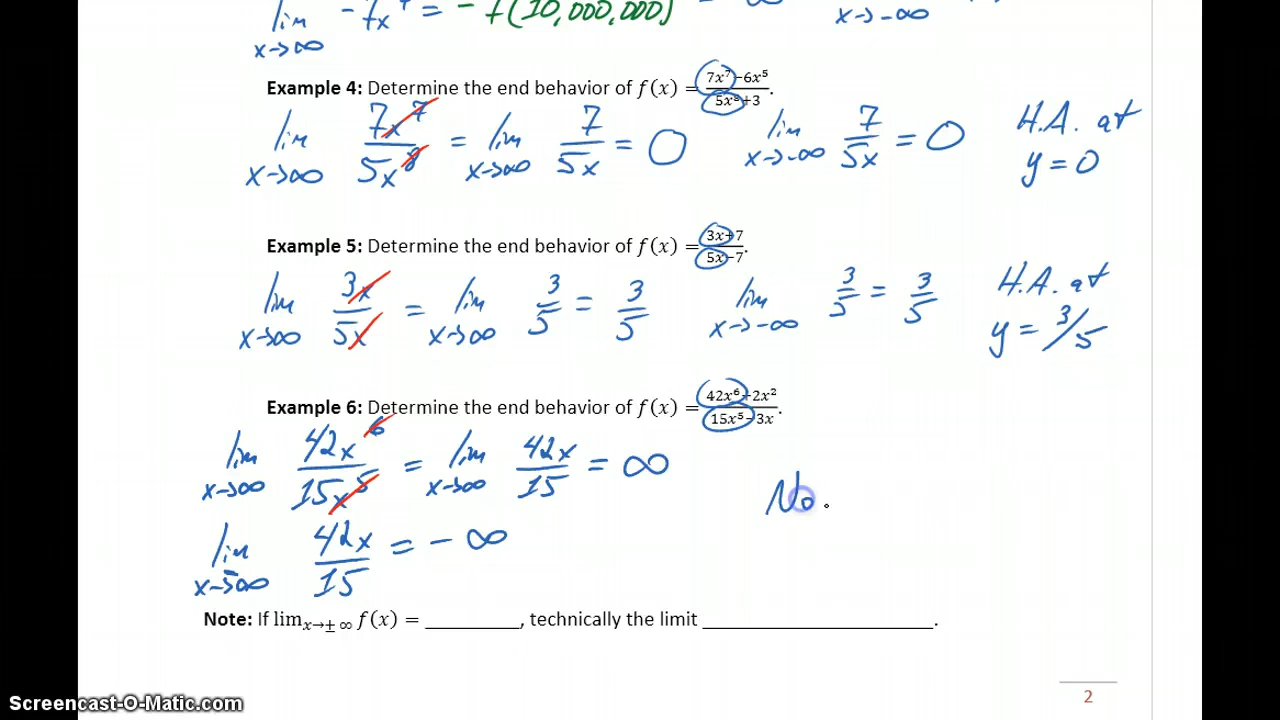 lim x→∞ - 7x⁴ = - f(10,000,000)
x→-∞
Example 4: Determine the end behavior of f(x) = 7x⁷−6x⁵ / 5x⁸+3.
lim x→∞ 7x⁷/5x⁸ = lim x→∞ 7/5x = 0 lim x→-∞ 7/5x = 0 H.A. at
y = 0
Example 5: Determine the end behavior of f(x) = 3x+7 / 5x−7.
lim x→∞ 3x/5x = lim x→∞ 3/5 = 3/5 lim x→-∞ 3/5 = 3/5 H.A. at
y = 3/5
Example 6: Determine the end behavior of f(x) = 42x⁶+2x² / 15x⁵−3x.
lim x→∞ 42x⁶/15x⁵ = lim x→∞ 42x/15 = ∞ No
lim x→-∞ 42x/15 = - ∞
Note: If lim x→± ∞ f(x) = ________, technically the limit ________________________.
2
Screencast-O-Matic.com